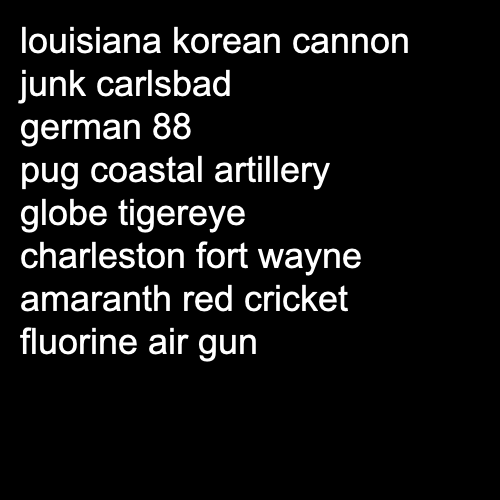 louisiana korean cannon
junk carlsbad
german 88
pug coastal artillery
globe tigereye
charleston fort wayne
amaranth red cricket
fluorine air gun